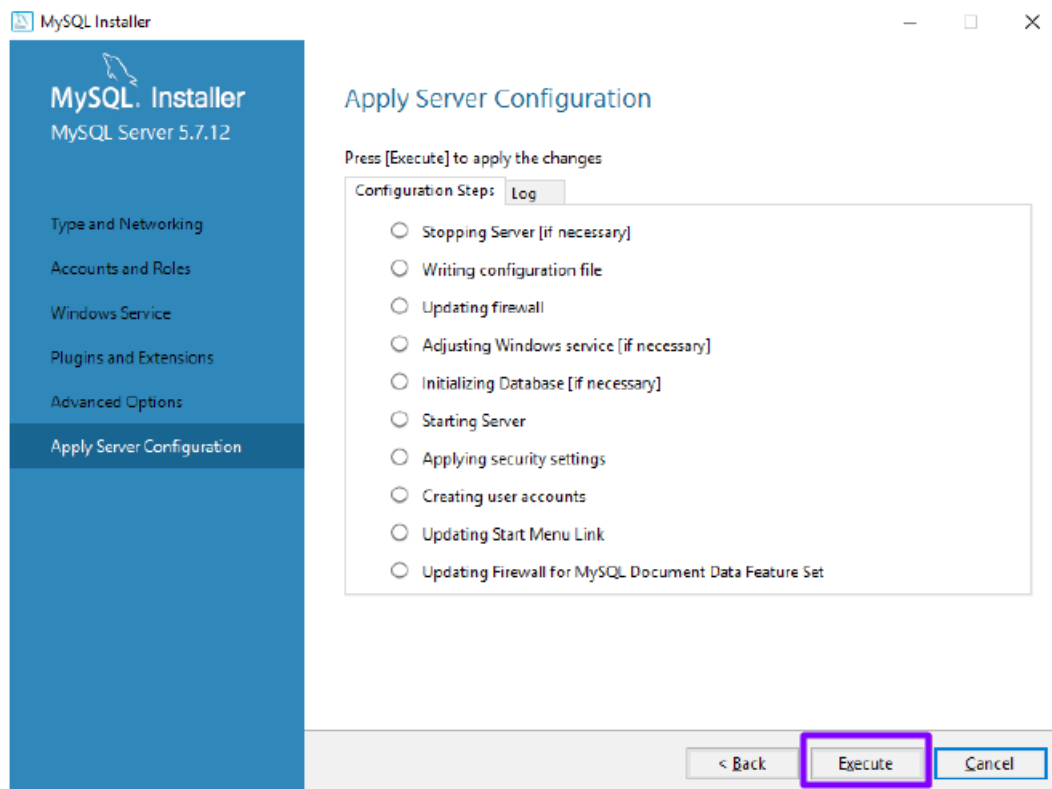 MySQL Installer
MySQL. Installer
MySQL Server 5.7.12
Type and Networking
Accounts and Roles
Windows Service
Plugins and Extensions
Advanced Options
Apply Server Configuration
Apply Server Configuration
Press [Execute] to apply the changes
Configuration Steps Log
Stopping Server [if necessary]
Writing configuration file
Updating firewall
Adjusting Windows service [if necessary]
Initializing Database [if necessary]
Starting Server
Applying security settings
Creating user accounts
Updating Start Menu Link
Updating Firewall for MySQL Document Data Feature Set
< Back Execute Cancel